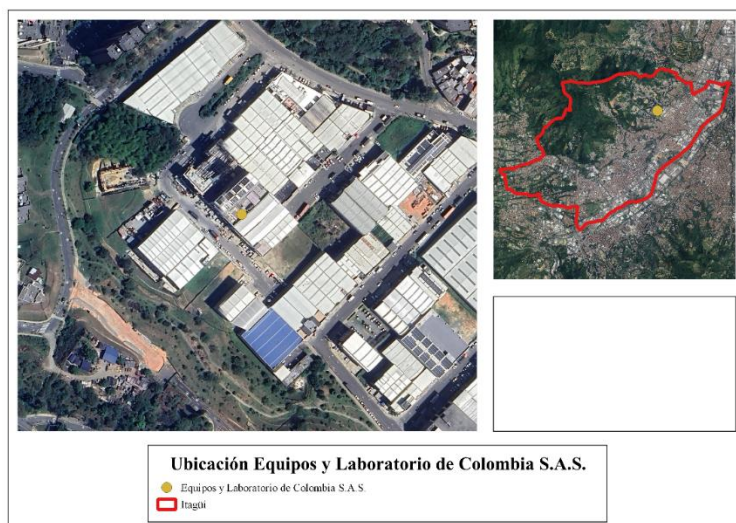 Ubicación Equipos y Laboratorio de Colombia S.A.S.
Equipos y Laboratorio de Colombia S.A.S.
Itagüí